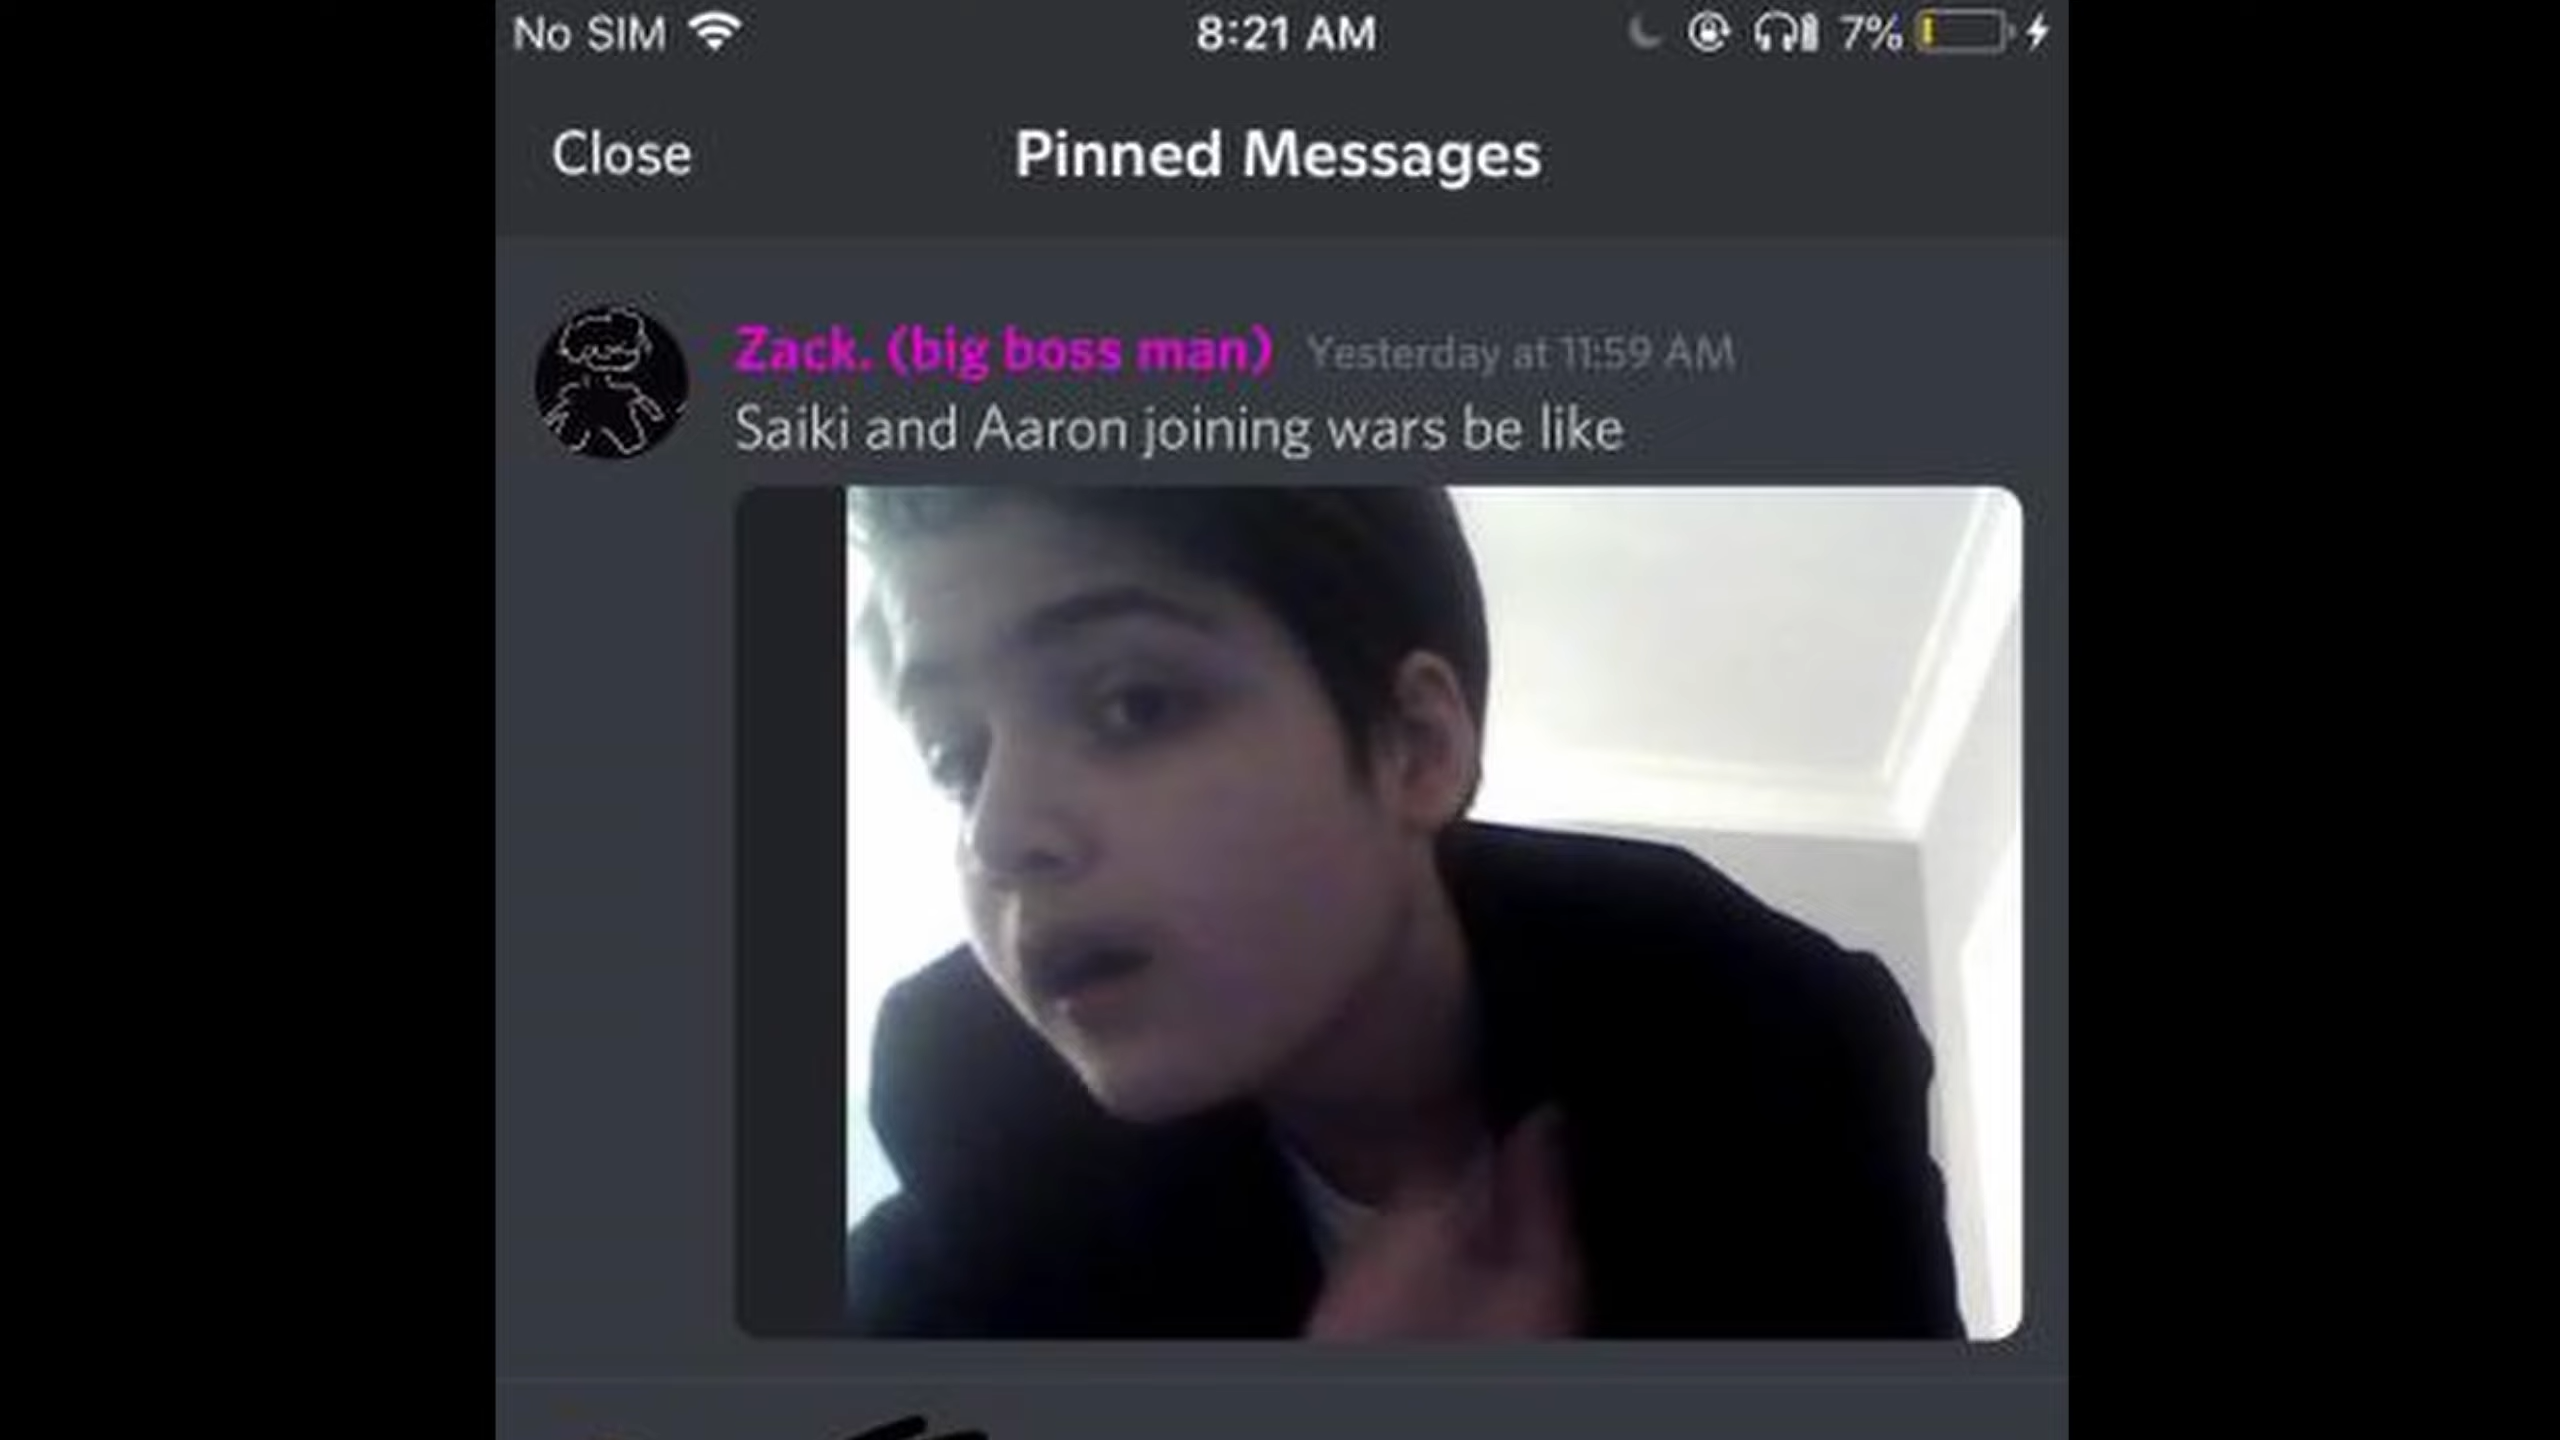 No SIM 8:21 AM 7%
Close Pinned Messages
Zack. (big boss man) Yesterday at 11:59 AM
Saiki and Aaron joining wars be like